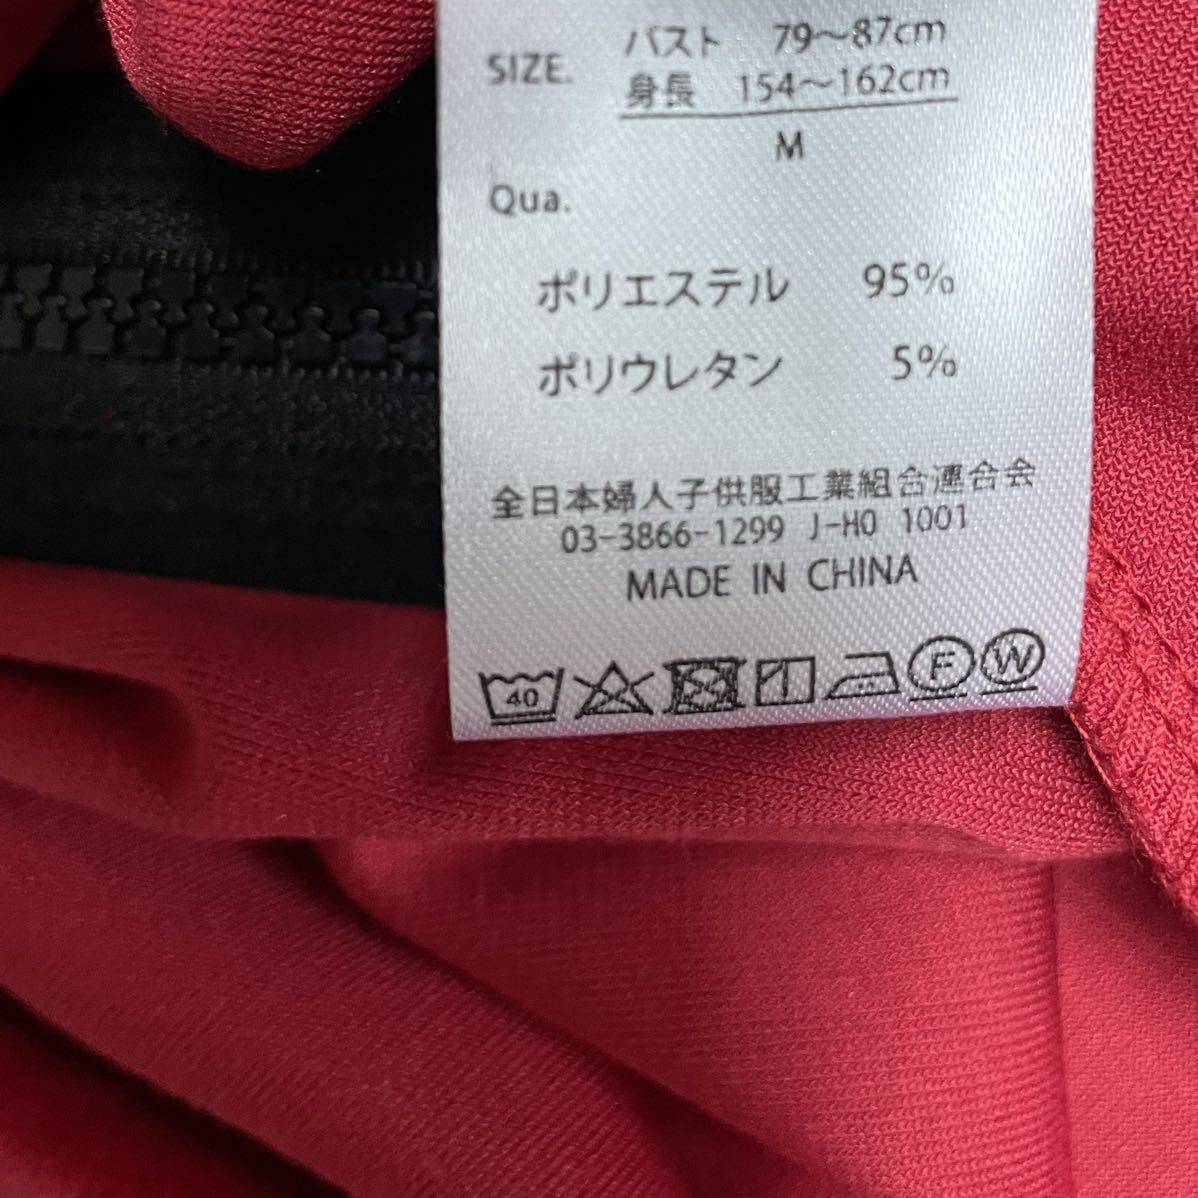 SIZE. バスト 79〜87cm
身長 154〜162cm
M
Qua.
ポリエステル 95%
ポリウレタン 5%
全日本婦人子供服工業組合連合会
03-3866-1299 J-H0 1001
MADE IN CHINA
40 F W